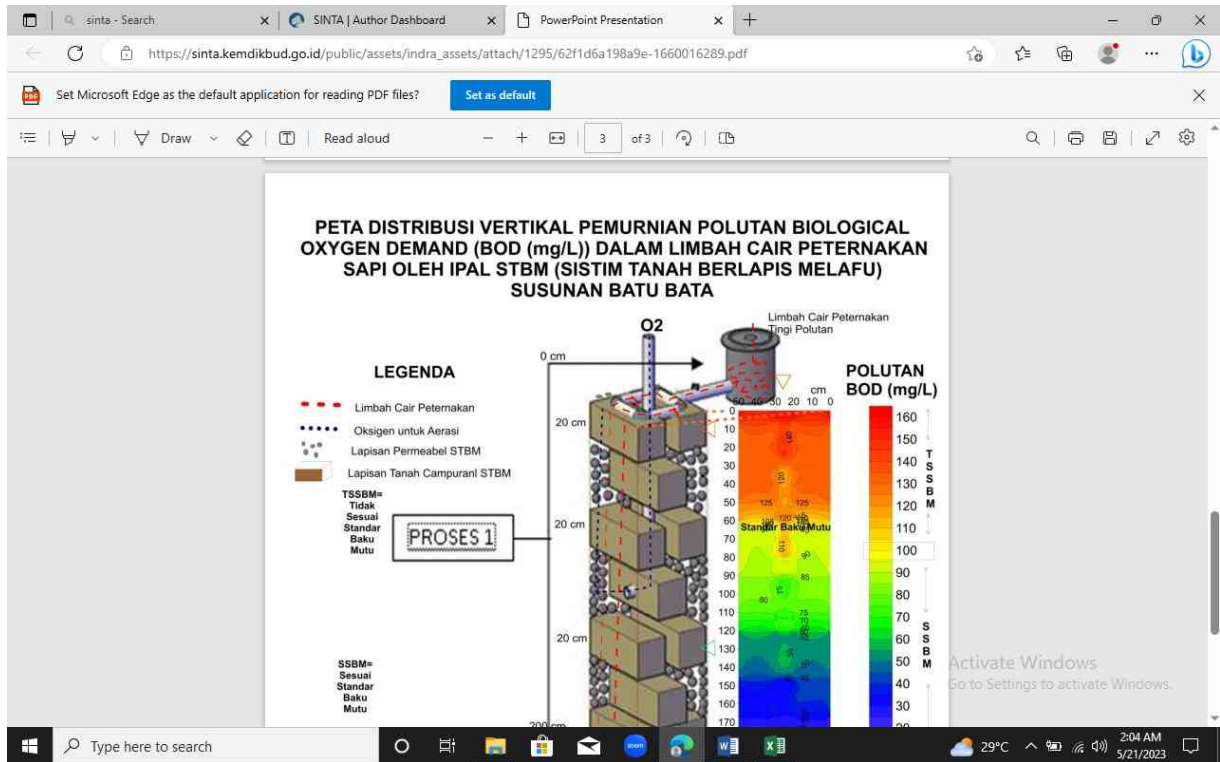 sinta - Search
SINTA | Author Dashboard
PowerPoint Presentation
https://sinta.kemdikbud.go.id/public/assets/indra_assets/attach/1295/62f1d6a198a9e-1660016289.pdf
Set Microsoft Edge as the default application for reading PDF files?
Set as default
Draw
Read aloud
3
of 3
PETA DISTRIBUSI VERTIKAL PEMURNIAN POLUTAN BIOLOGICAL
OXYGEN DEMAND (BOD (mg/L)) DALAM LIMBAH CAIR PETERNAKAN
SAPI OLEH IPAL STBM (SISTIM TANAH BERLAPIS MELAFU)
SUSUNAN BATU BATA
Limbah Cair Peternakan
Tingi Polutan
O2
0 cm
LEGENDA
Limbah Cair Peternakan
Oksigen untuk Aerasi
Lapisan Permeabel STBM
Lapisan Tanah Campuranl STBM
TSSBM=
Tidak
Sesuai
Standar
Baku
Mutu
PROSES 1
SSBM=
Sesuai
Standar
Baku
Mutu
20 cm
20 cm
20 cm
200 cm
cm
20 10 0
0
10
20
30
40
50
60
70
80
90
100
110
120
130
140
150
160
170
140
120
125
125
120
Standar Baku Mutu
110
90
85
75
80
75
POLUTAN
BOD (mg/L)
160
150
140
130
120
110
100
90
80
70
60
50
40
30
TSSBM
SSBM
Activate Windows
Go to Settings to activate Windows.
Type here to search
zoom
29°C
2:04 AM
5/21/2023